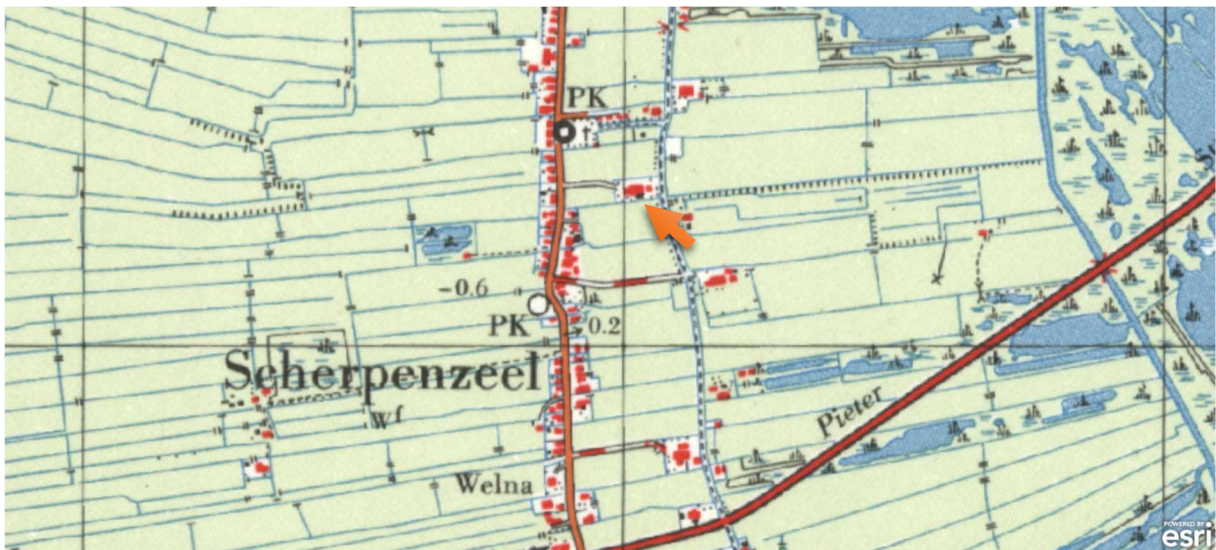 PK
-0.6
PK
0.2
Scherpenzeel
Wf
Pieter
Welna
POWERED BY
esri